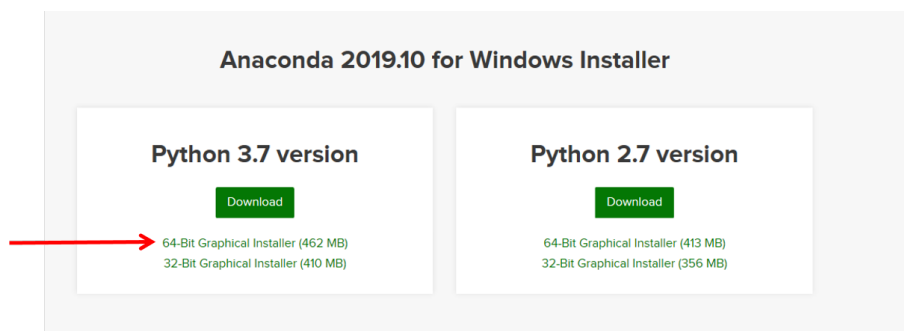 Anaconda 2019.10 for Windows Installer
Python 3.7 version
Download
64-Bit Graphical Installer (462 MB)
32-Bit Graphical Installer (410 MB)
Python 2.7 version
Download
64-Bit Graphical Installer (413 MB)
32-Bit Graphical Installer (356 MB)